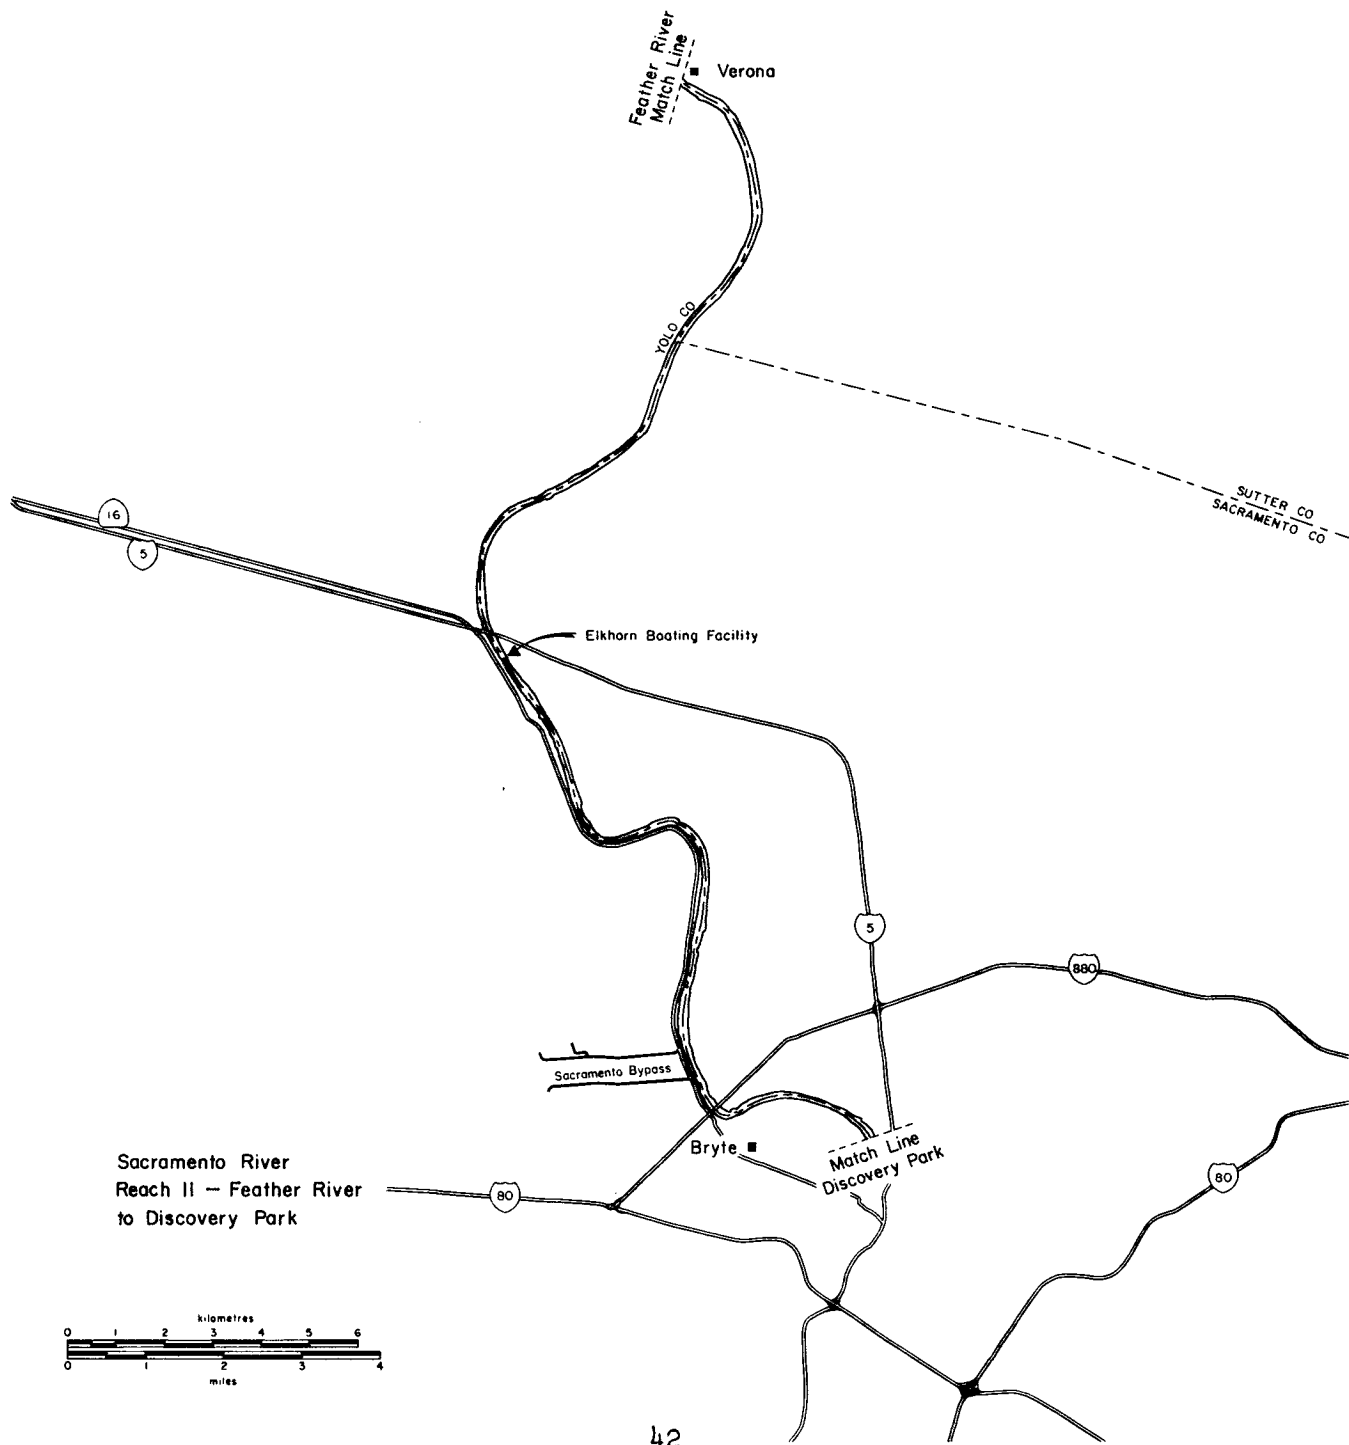 Feather River
Match Line
Verona
YOLO CO
SUTTER CO
SACRAMENTO CO
16
5
Elkhorn Boating Facility
5
880
Sacramento Bypass
Bryte
Match Line
Discovery Park
80
80
Sacramento River
Reach II – Feather River
to Discovery Park
kilometres
0 1 2 3 4 5 6
0 1 2 3 4
miles
42